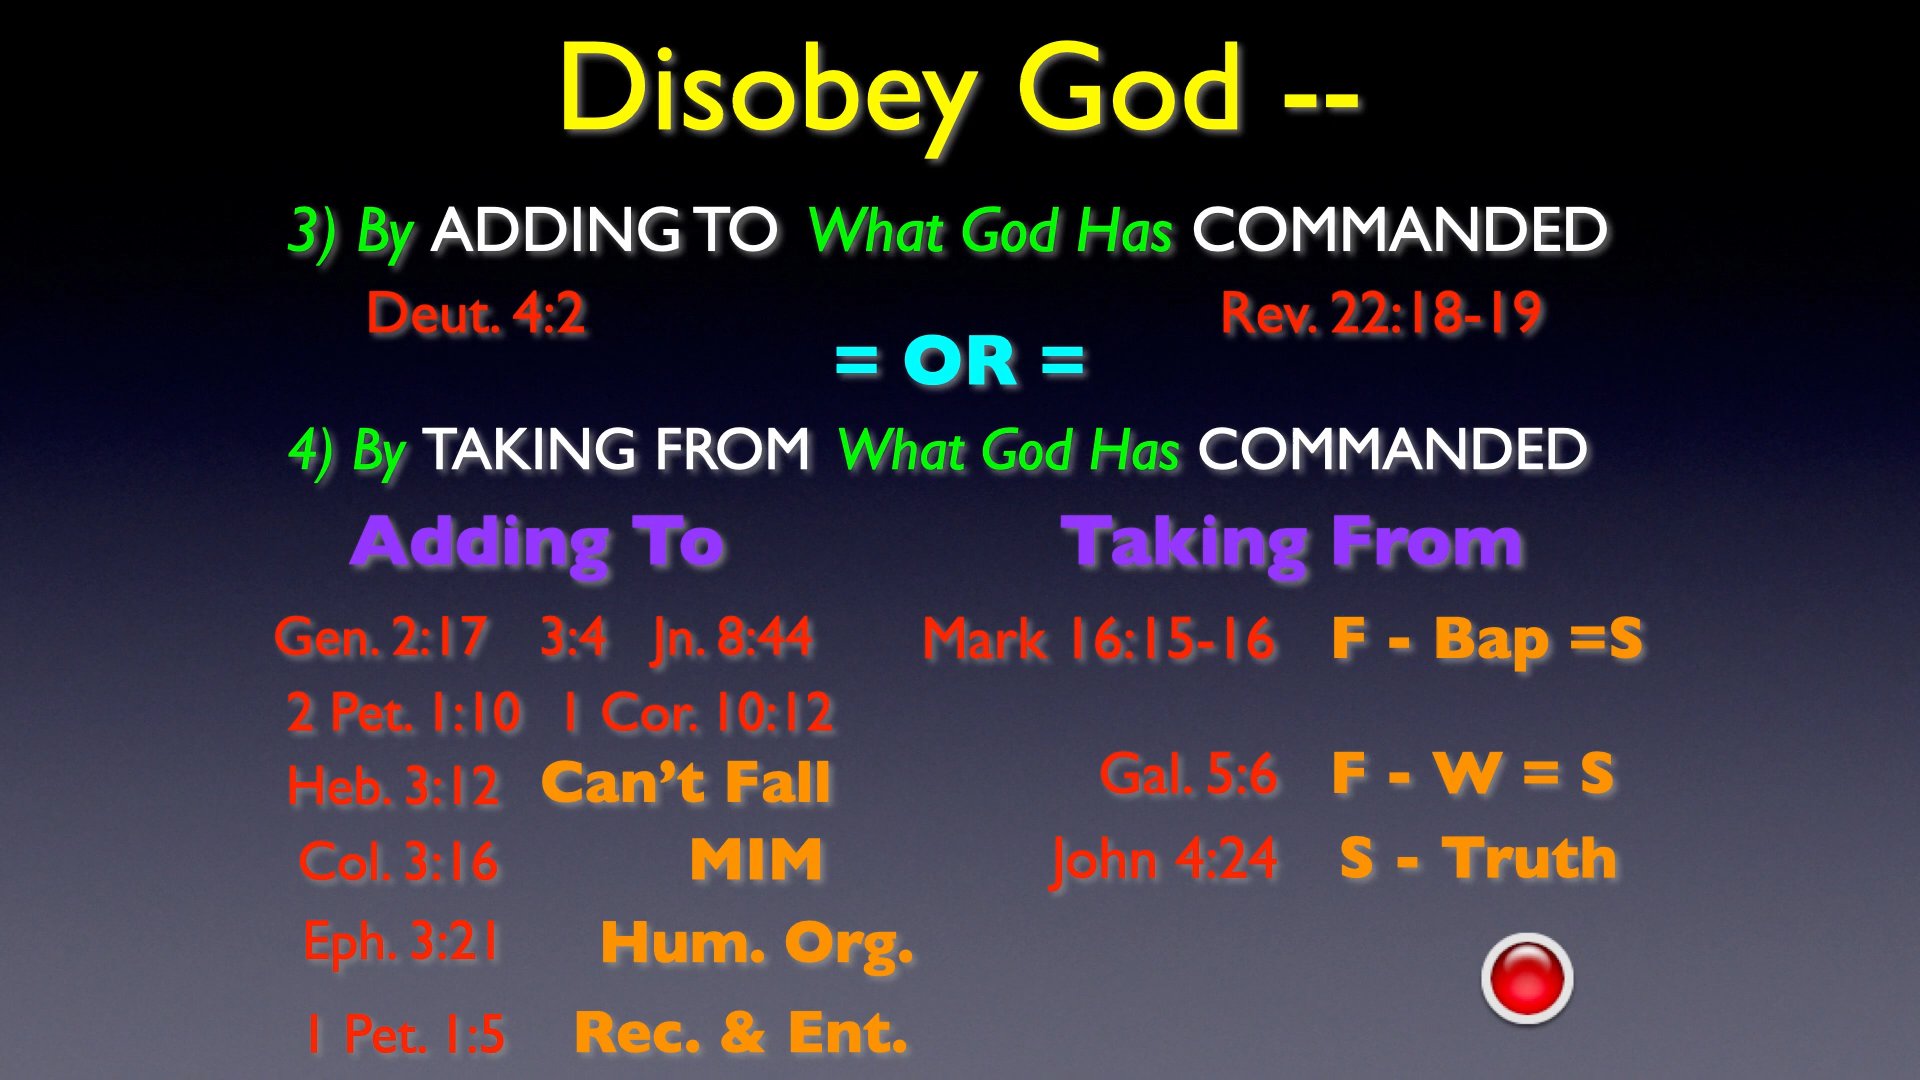 Disobey God --
3) By ADDING TO What God Has COMMANDED
Deut. 4:2 Rev. 22:18-19
= OR =
4) By TAKING FROM What God Has COMMANDED
Adding To Taking From
Gen. 2:17 3:4 Jn. 8:44 Mark 16:15-16 F - Bap =S
2 Pet. 1:10 1 Cor. 10:12
Heb. 3:12 Can’t Fall Gal. 5:6 F - W = S
Col. 3:16 MIM John 4:24 S - Truth
Eph. 3:21 Hum. Org.
1 Pet. 1:5 Rec. & Ent.